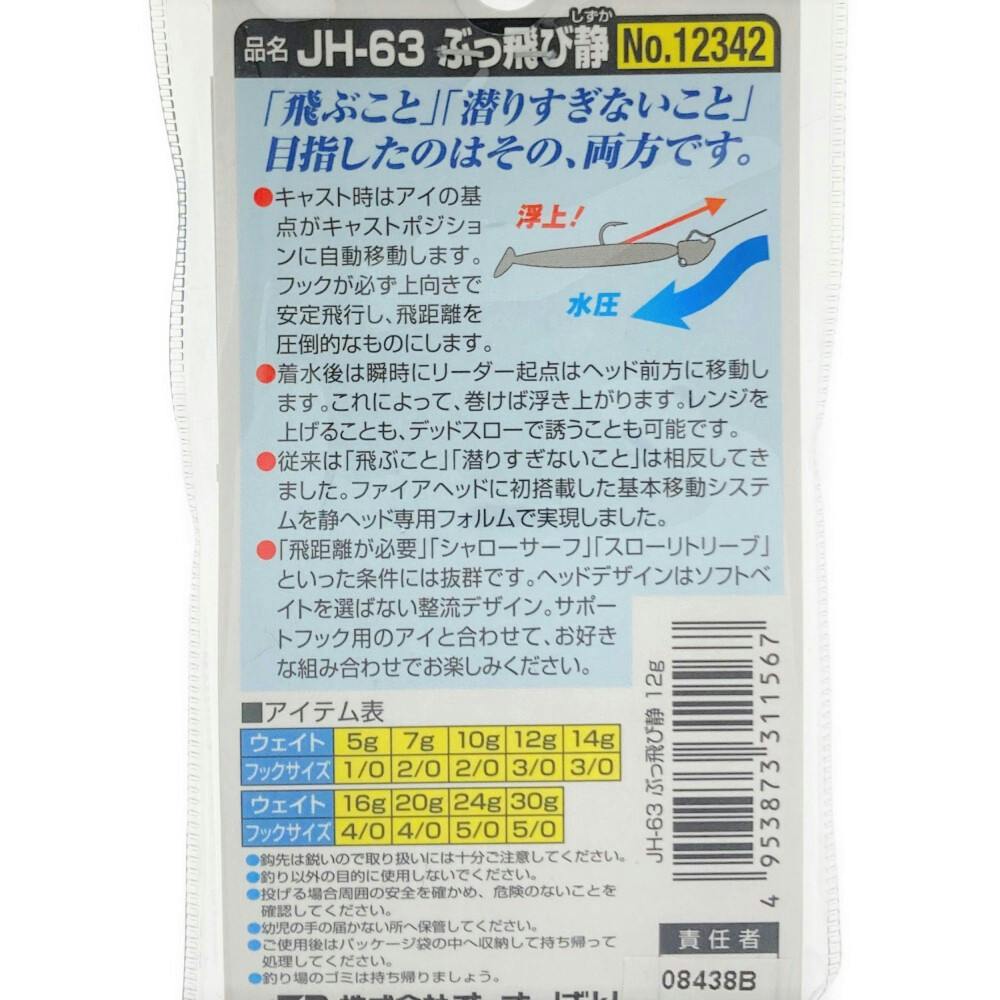 しずか
品名 JH-63 ぶっ飛び静 No.12342
「飛ぶこと」「潜りすぎないこと」
目指したのはその、両方です。
●キャスト時はアイの基
点がキャストポジショ
ンに自動移動します。
フックが必ず上向きで
安定飛行し、飛距離を
圧倒的なものにします。
浮上!
水圧
●着水後は瞬時にリーダー起点はヘッド前方に移動し
ます。これによって、巻けば浮き上がります。レンジを
上げることも、デッドスローで誘うことも可能です。
●従来は「飛ぶこと」「潜りすぎないこと」は相反してき
ました。ファイアヘッドに初搭載した基本移動システ
ムを静ヘッド専用フォルムで実現しました。
●「飛距離が必要」「シャローサーフ」「スローリトリーブ」
といった条件には抜群です。ヘッドデザインはソフトベ
イトを選ばない整流デザイン。サポー
トフック用のアイと合わせて、お好き
な組み合わせでお楽しみください。
■アイテム表
ウェイト 5g 7g 10g 12g 14g
フックサイズ 1/0 2/0 2/0 3/0 3/0
ウェイト 16g 20g 24g 30g
フックサイズ 4/0 4/0 5/0 5/0
●鈎先は鋭いので取り扱いには十分ご注意してください。
●釣り以外の目的に使用しないでください。
●投げる場合周囲の安全を確かめ、危険のないことを
確認してください。
●幼児の手の届かない所へ保管してください。
●ご使用後はパッケージ袋の中へ収納して持ち帰って
処理してください。
●釣り場のゴミは持ち帰りましょう。
JH-63 ぶっ飛び静 12g
4 953873 311567
責任者
08438B